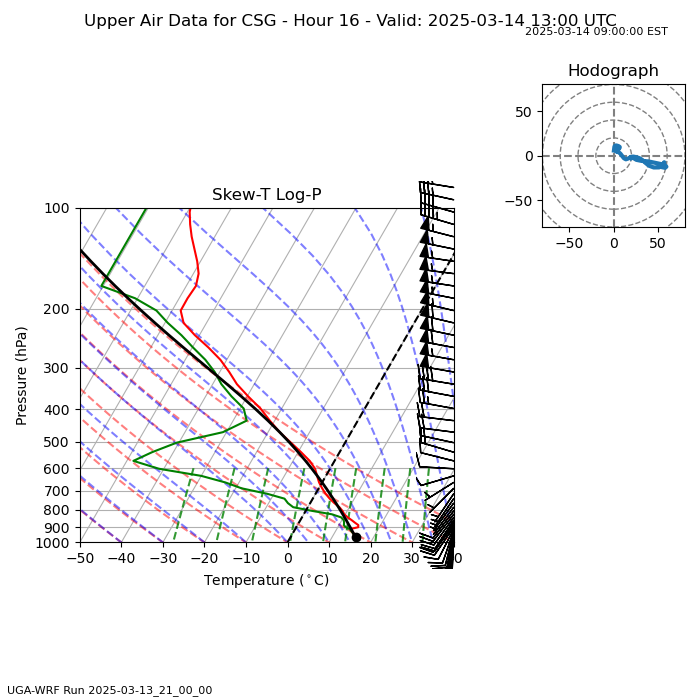 Upper Air Data for CSG - Hour 16 - Valid: 2025-03-14 13:00 UTC
2025-03-14 09:00:00 EST
Hodograph
50
0
−50
−50 0 50
Skew-T Log-P
100
200
300
400
500
600
700
800
900
1000
Pressure (hPa)
−50 −40 −30 −20 −10 0 10 20 30
Temperature (°C)
UGA-WRF Run 2025-03-13_21_00_00